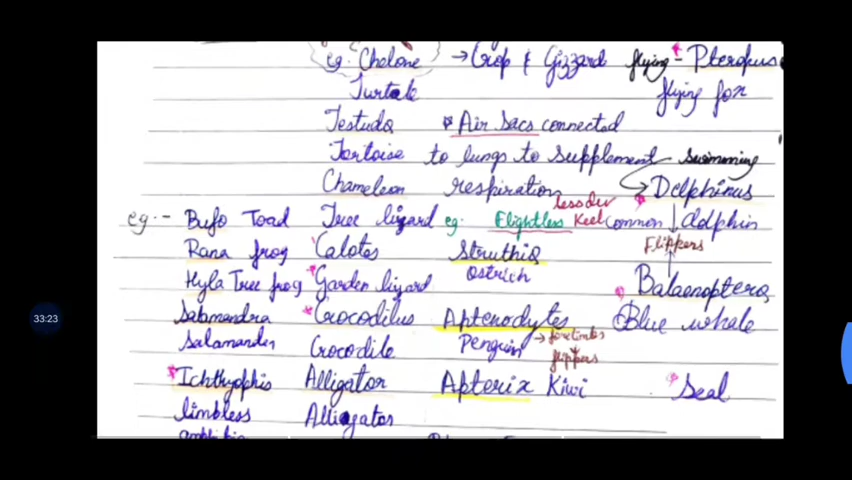 eg. Chelone → Crop & Gizzard flying - Pteropus
Turtle flying fox
Testudo * Air Sacs connected
Tortoise to lungs to supplement swimming
Chameleon respiration Delphinus
less dev
eg. - Bufo Toad Tree lizard eg. Flightless Keel common dolphin
Flippers
Rana frog Calotes Struthio
Ostrich
Hyla Tree frog Garden lizard Balaenoptera
Salamandra Crocodilus Aptenodytes Blue whale
Salamander Crocodile Penguin → forelimbs
flippers
Ichthyophis Alligator Apterix Kiwi Seal
limbless Alligator
33:23